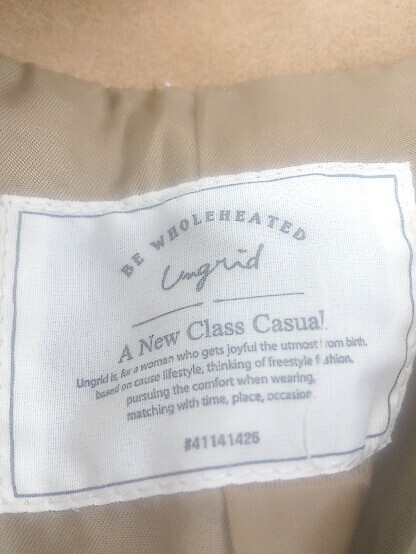 BE WHOLEHEATED
Ungrid
A New Class Casual.
Ungrid is, for a woman who gets joyful the utmost from birth.
based on cause lifestyle, thinking of freestyle fashion.
pursuing the comfort when wearing,
matching with time, place, occasion.
#41141425